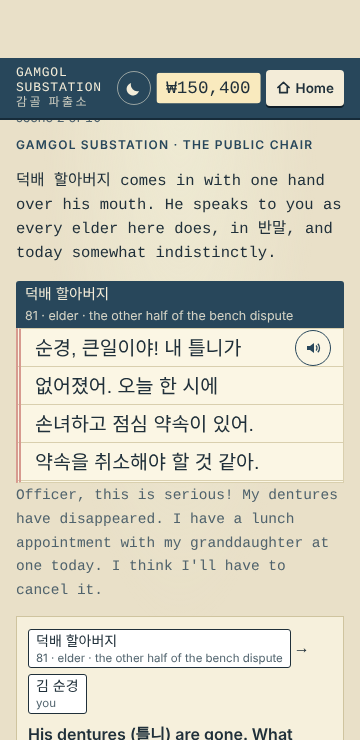 GAMGOL
SUBSTATION
감골 파출소
₩150,400
Home
GAMGOL SUBSTATION · THE PUBLIC CHAIR
덕배 할아버지 comes in with one hand
over his mouth. He speaks to you as
every elder here does, in 반말, and
today somewhat indistinctly.
덕배 할아버지
81 · elder · the other half of the bench dispute
순경, 큰일이야! 내 틀니가
없어졌어. 오늘 한 시에
손녀하고 점심 약속이 있어.
약속을 취소해야 할 것 같아.
Officer, this is serious! My dentures
have disappeared. I have a lunch
appointment with my granddaughter at
one today. I think I'll have to
cancel it.
덕배 할아버지
81 · elder · the other half of the bench dispute
→
김 순경
you
His dentures (틀니) are gone. What